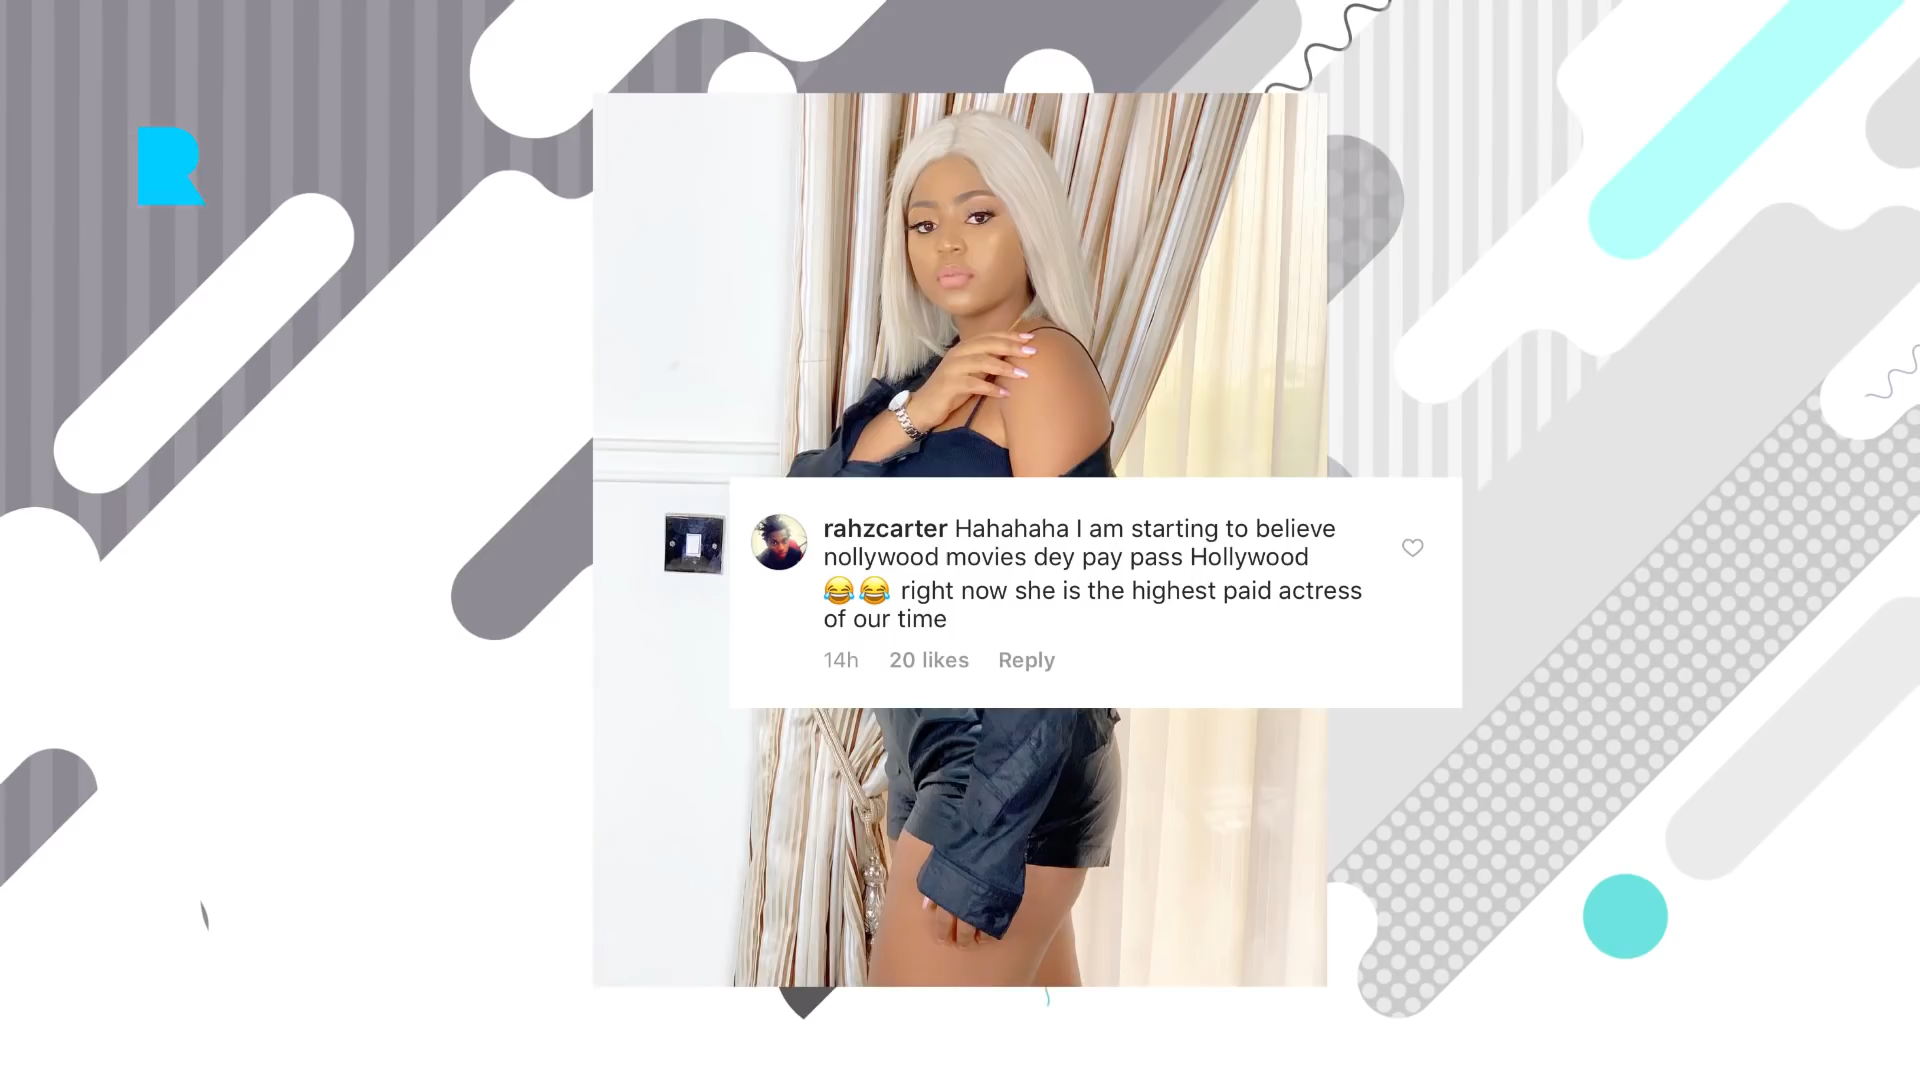 R
rahzcarter Hahahaha I am starting to believe
nollywood movies dey pay pass Hollywood
😂😂 right now she is the highest paid actress
of our time
14h 20 likes Reply